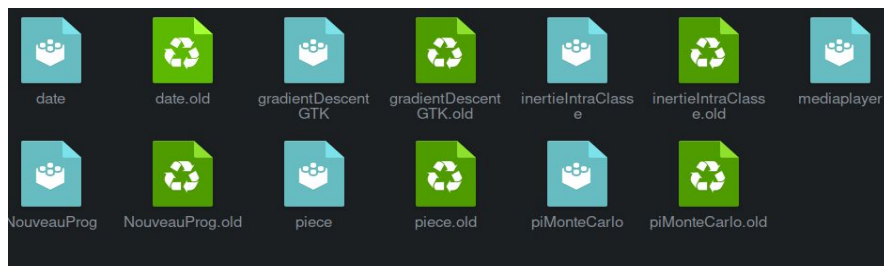 date
date.old
gradientDescent
GTK
gradientDescent
GTK.old
inertieIntraClass
e
inertieIntraClass
e.old
mediaplayer
NouveauProg
NouveauProg.old
piece
piece.old
piMonteCarlo
piMonteCarlo.old